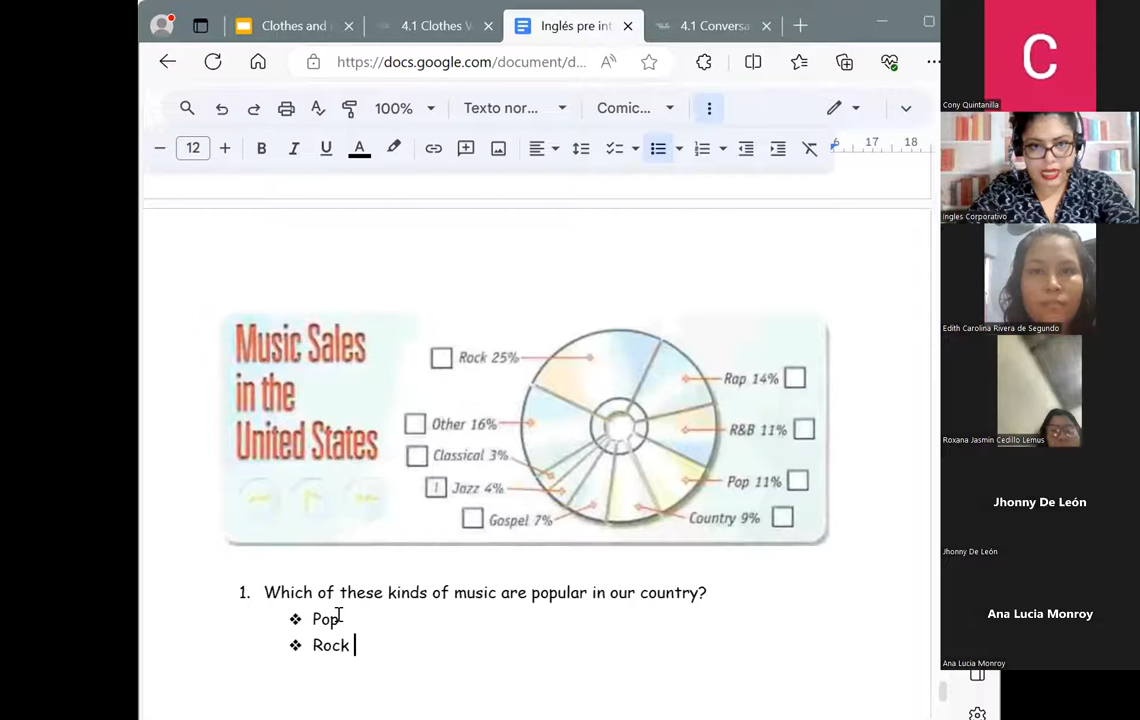 Clothes and
4.1 Clothes V
Inglés pre int
4.1 Conversa
https://docs.google.com/document/d...
100%
Texto nor...
Comic...
12
17 18
Music Sales
in the
United States
Rock 25%
Other 16%
Classical 3%
1 Jazz 4%
Gospel 7%
Rap 14%
R&B 11%
Pop 11%
Country 9%
1. Which of these kinds of music are popular in our country?
❖ Pop
❖ Rock
C
Cony Quintanilla
Ingles Corporativo
Edith Carolina Rivera de Segundo
Roxana Jasmin Cedillo Lemus
Jhonny De León
Jhonny De León
Ana Lucia Monroy
Ana Lucia Monroy